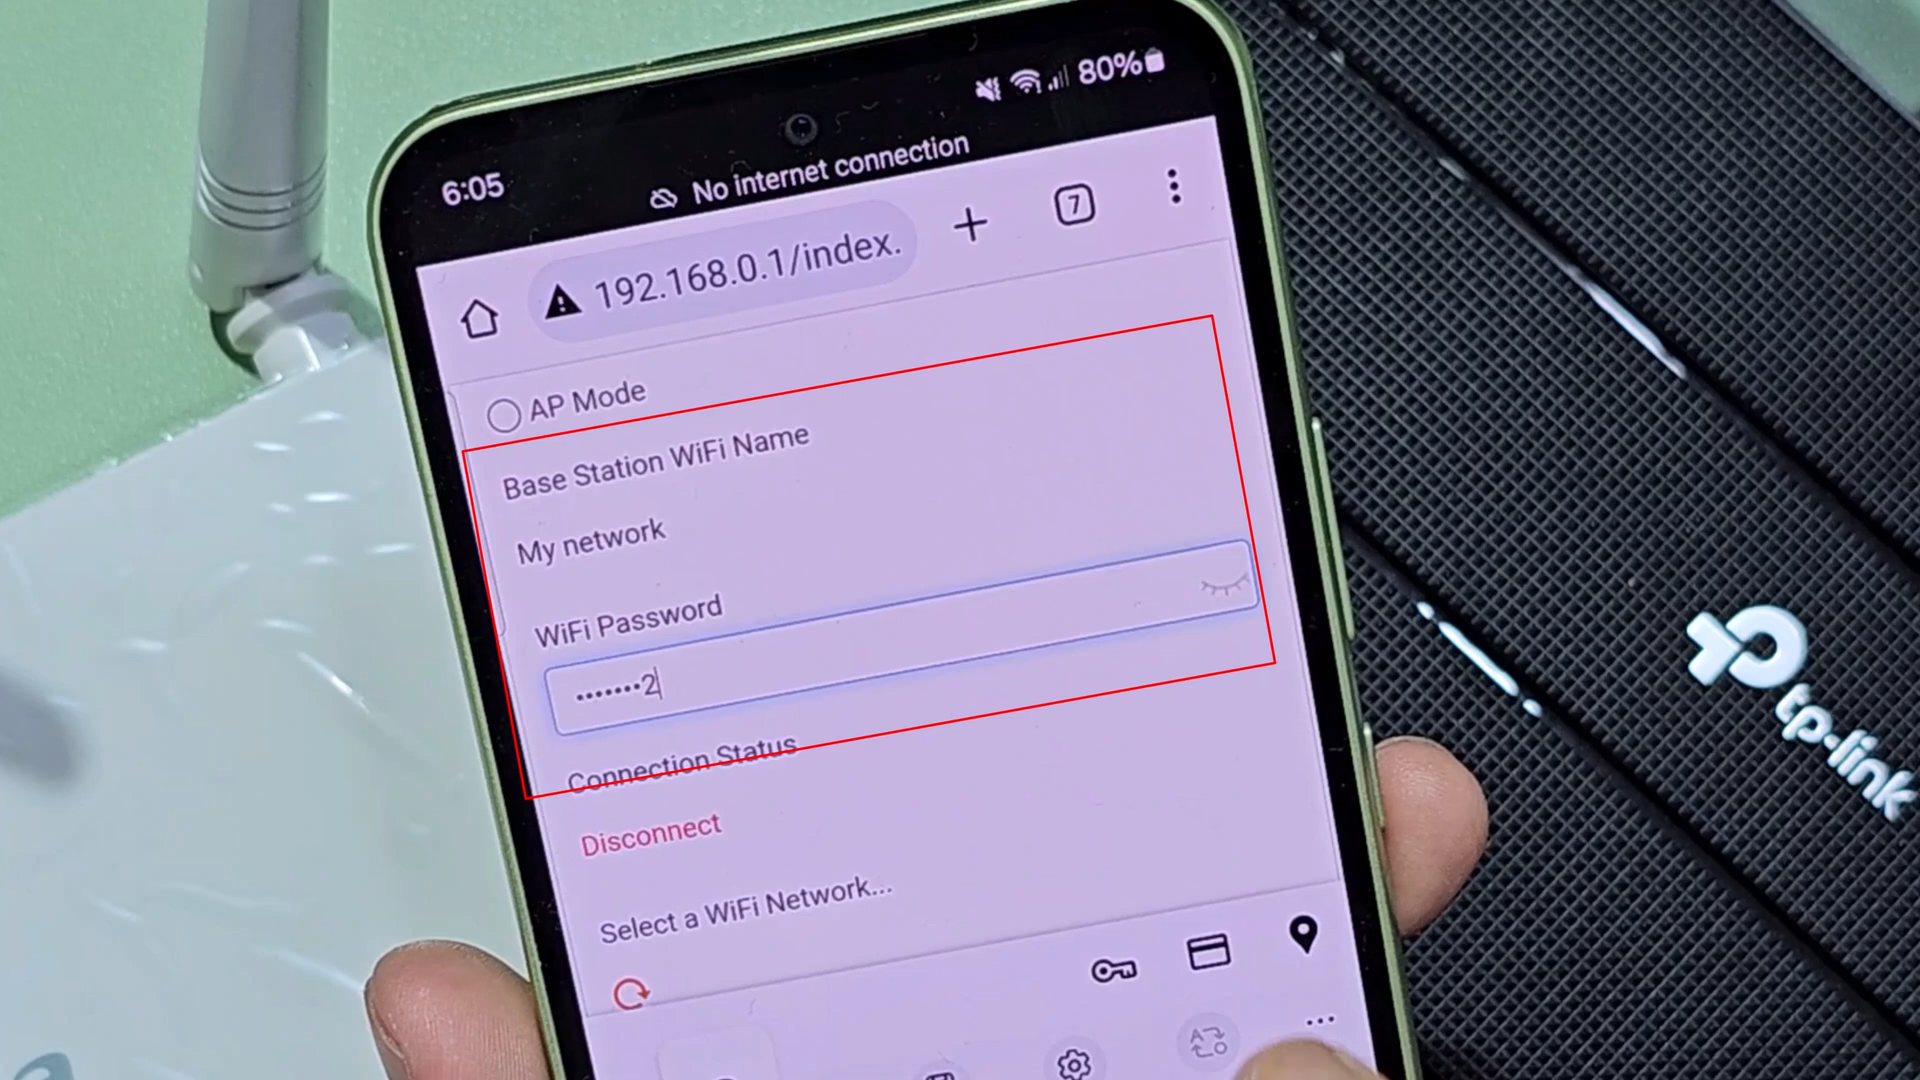 80%
6:05
No internet connection
192.168.0.1/index.
7
AP Mode
Base Station WiFi Name
My network
WiFi Password
•••••••2
Connection Status
Disconnect
Select a WiFi Network...
tp-link